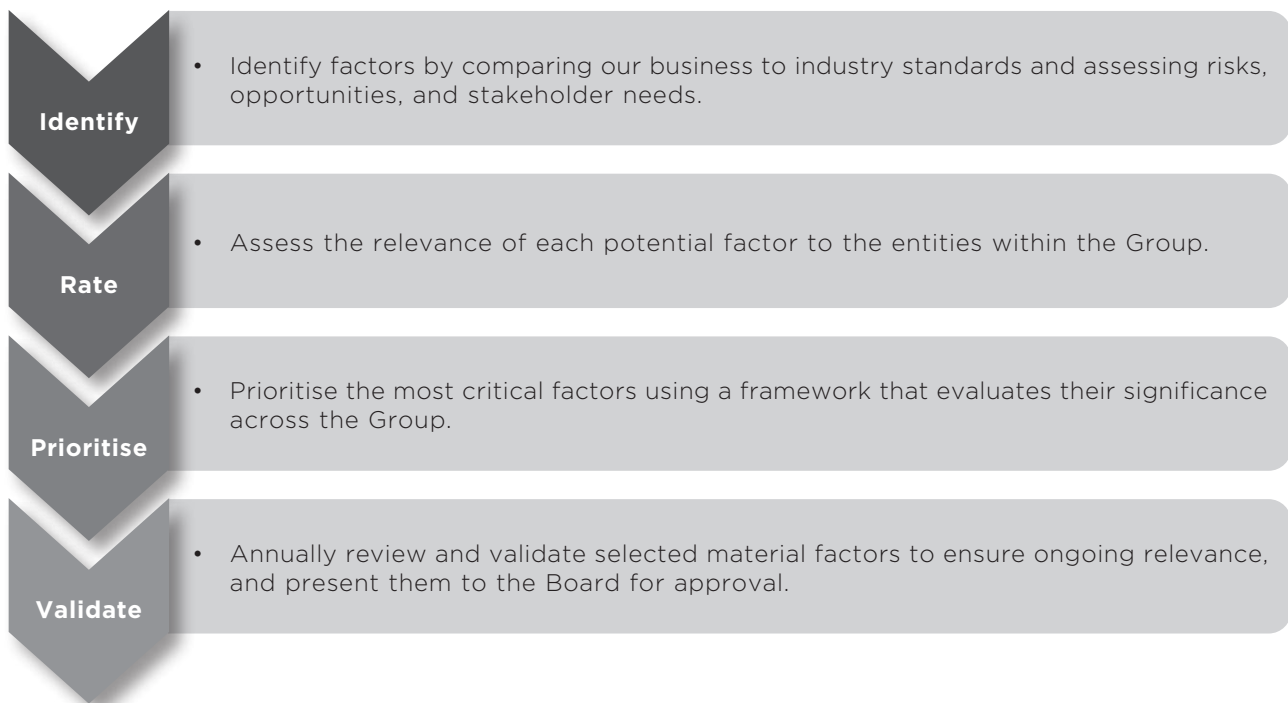 Identify
• Identify factors by comparing our business to industry standards and assessing risks,
opportunities, and stakeholder needs.
Rate
• Assess the relevance of each potential factor to the entities within the Group.
Prioritise
• Prioritise the most critical factors using a framework that evaluates their significance
across the Group.
Validate
• Annually review and validate selected material factors to ensure ongoing relevance,
and present them to the Board for approval.